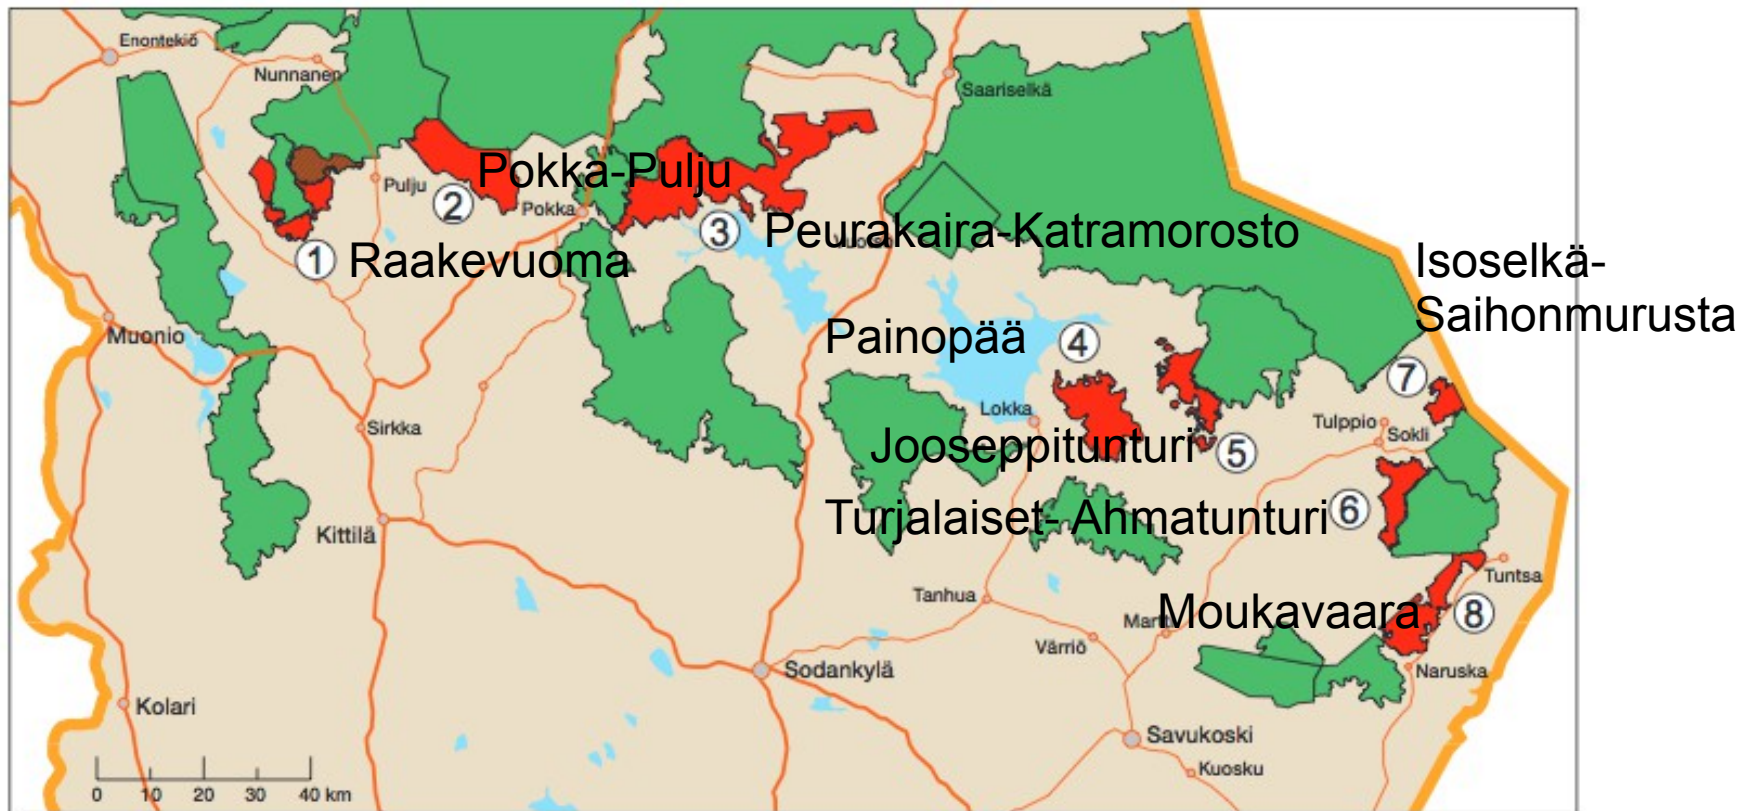 Enontekiö
Nunnanen
Saariselkä
Pulju
Pokka-Pulju
2
Pokka
3
Peurakaira-Katramorosto
1
Raakevuoma
Isoselkä-
Saihonmurusta
Muonio
Painopää
4
7
Lokka
Tulppio
Sokli
Sirkka
Jooseppitunturi
5
Kittilä
Turjalaiset- Ahmatunturi
6
Tuntsa
Tanhua
Moukavaara
8
Värriö
Sodankylä
Naruska
Kolari
Savukoski
Kuosku
0 10 20 30 40 km